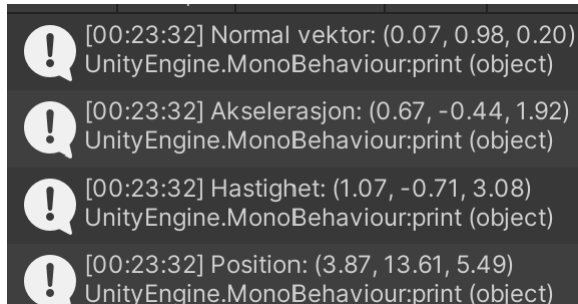 [00:23:32] Normal vektor: (0.07, 0.98, 0.20)
UnityEngine.MonoBehaviour:print (object)
[00:23:32] Akselerasjon: (0.67, -0.44, 1.92)
UnityEngine.MonoBehaviour:print (object)
[00:23:32] Hastighet: (1.07, -0.71, 3.08)
UnityEngine.MonoBehaviour:print (object)
[00:23:32] Position: (3.87, 13.61, 5.49)
UnityEngine.MonoBehaviour:print (object)